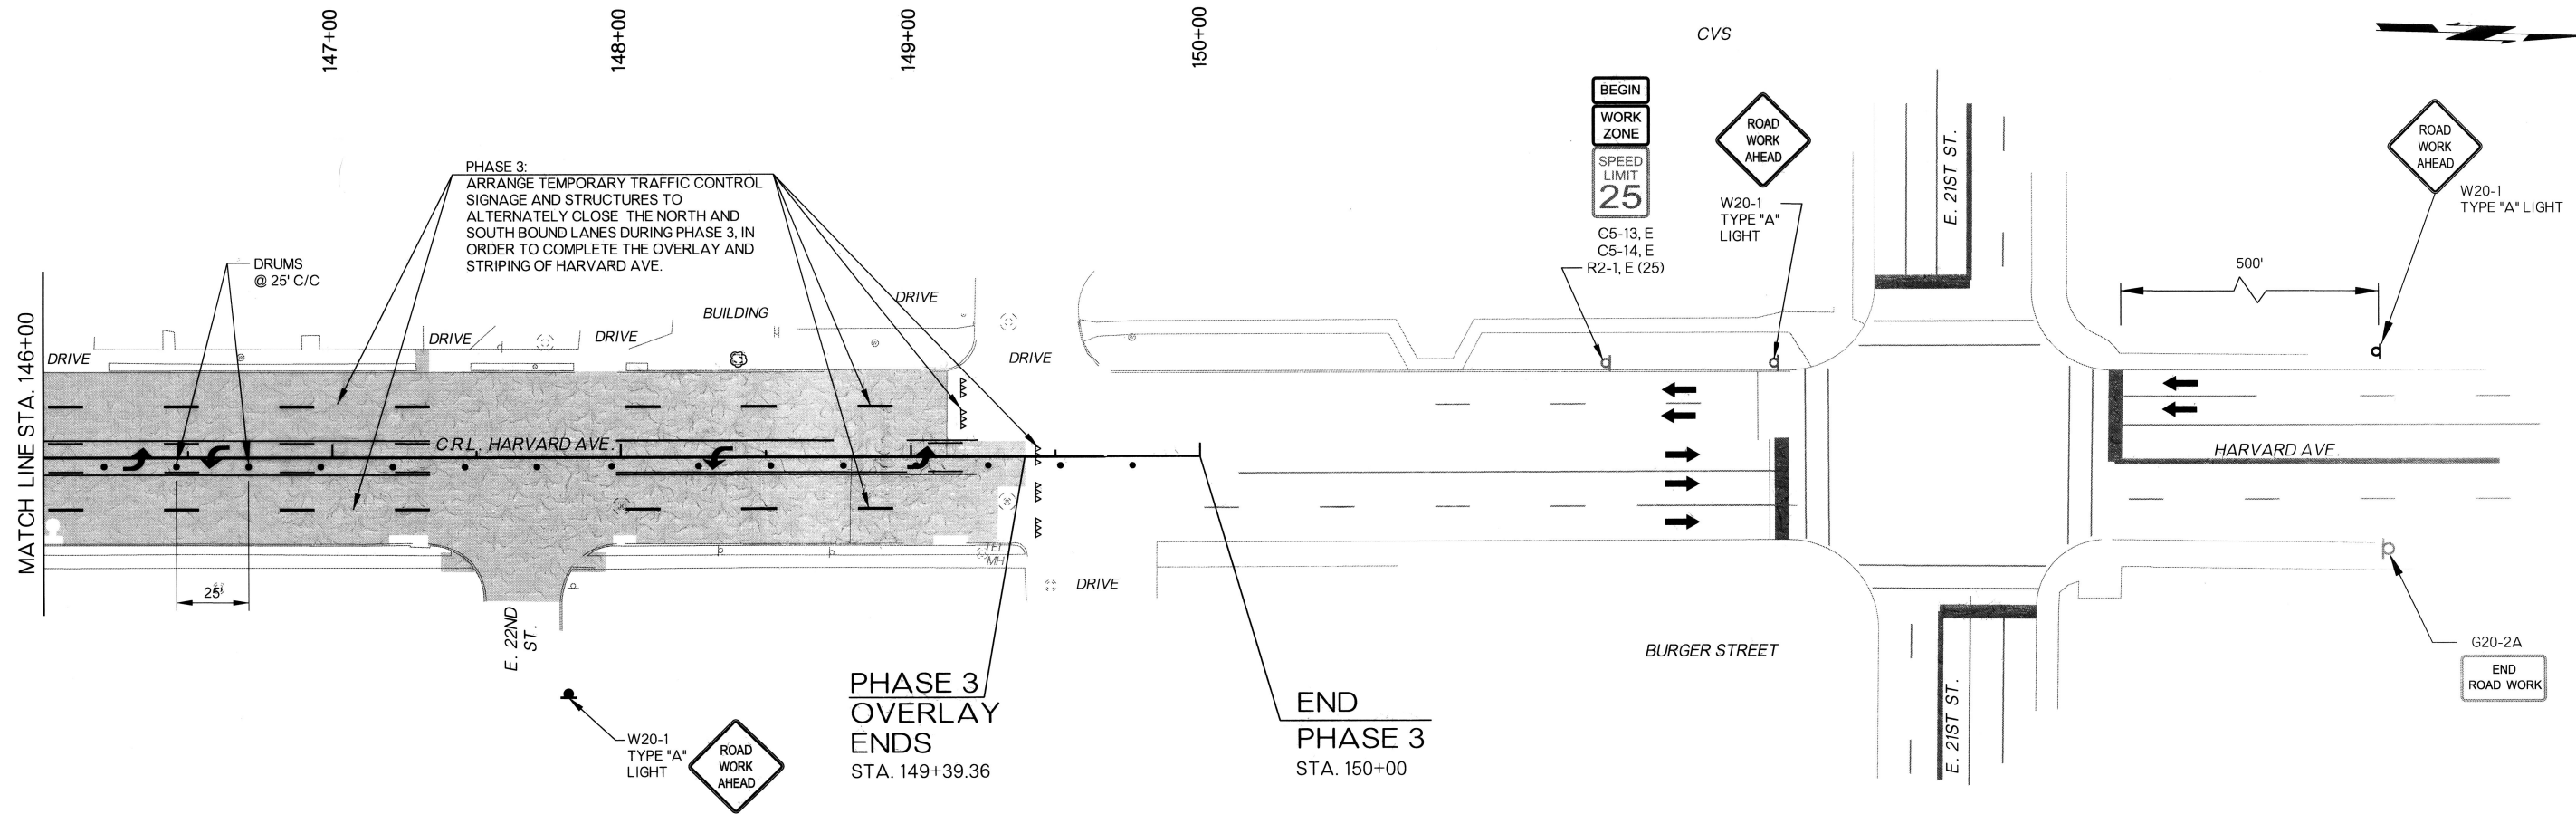 147+00
148+00
149+00
150+00
CVS
BEGIN
WORK
ZONE
SPEED
LIMIT
25
C5-13, E
C5-14, E
R2-1, E (25)
ROAD
WORK
AHEAD
W20-1
TYPE "A"
LIGHT
E. 21ST ST.
ROAD
WORK
AHEAD
W20-1
TYPE "A" LIGHT
500'
PHASE 3:
ARRANGE TEMPORARY TRAFFIC CONTROL
SIGNAGE AND STRUCTURES TO
ALTERNATELY CLOSE THE NORTH AND
SOUTH BOUND LANES DURING PHASE 3, IN
ORDER TO COMPLETE THE OVERLAY AND
STRIPING OF HARVARD AVE.
DRUMS
@ 25' C/C
MATCH LINE STA. 146+00
DRIVE
DRIVE
DRIVE
BUILDING
DRIVE
DRIVE
C.R.L. HARVARD AVE.
HARVARD AVE.
TEL
MH
DRIVE
25'
E. 22ND
ST.
W20-1
TYPE "A"
LIGHT
ROAD
WORK
AHEAD
PHASE 3
OVERLAY
ENDS
STA. 149+39.36
END
PHASE 3
STA. 150+00
BURGER STREET
E. 21ST ST.
G20-2A
END
ROAD WORK